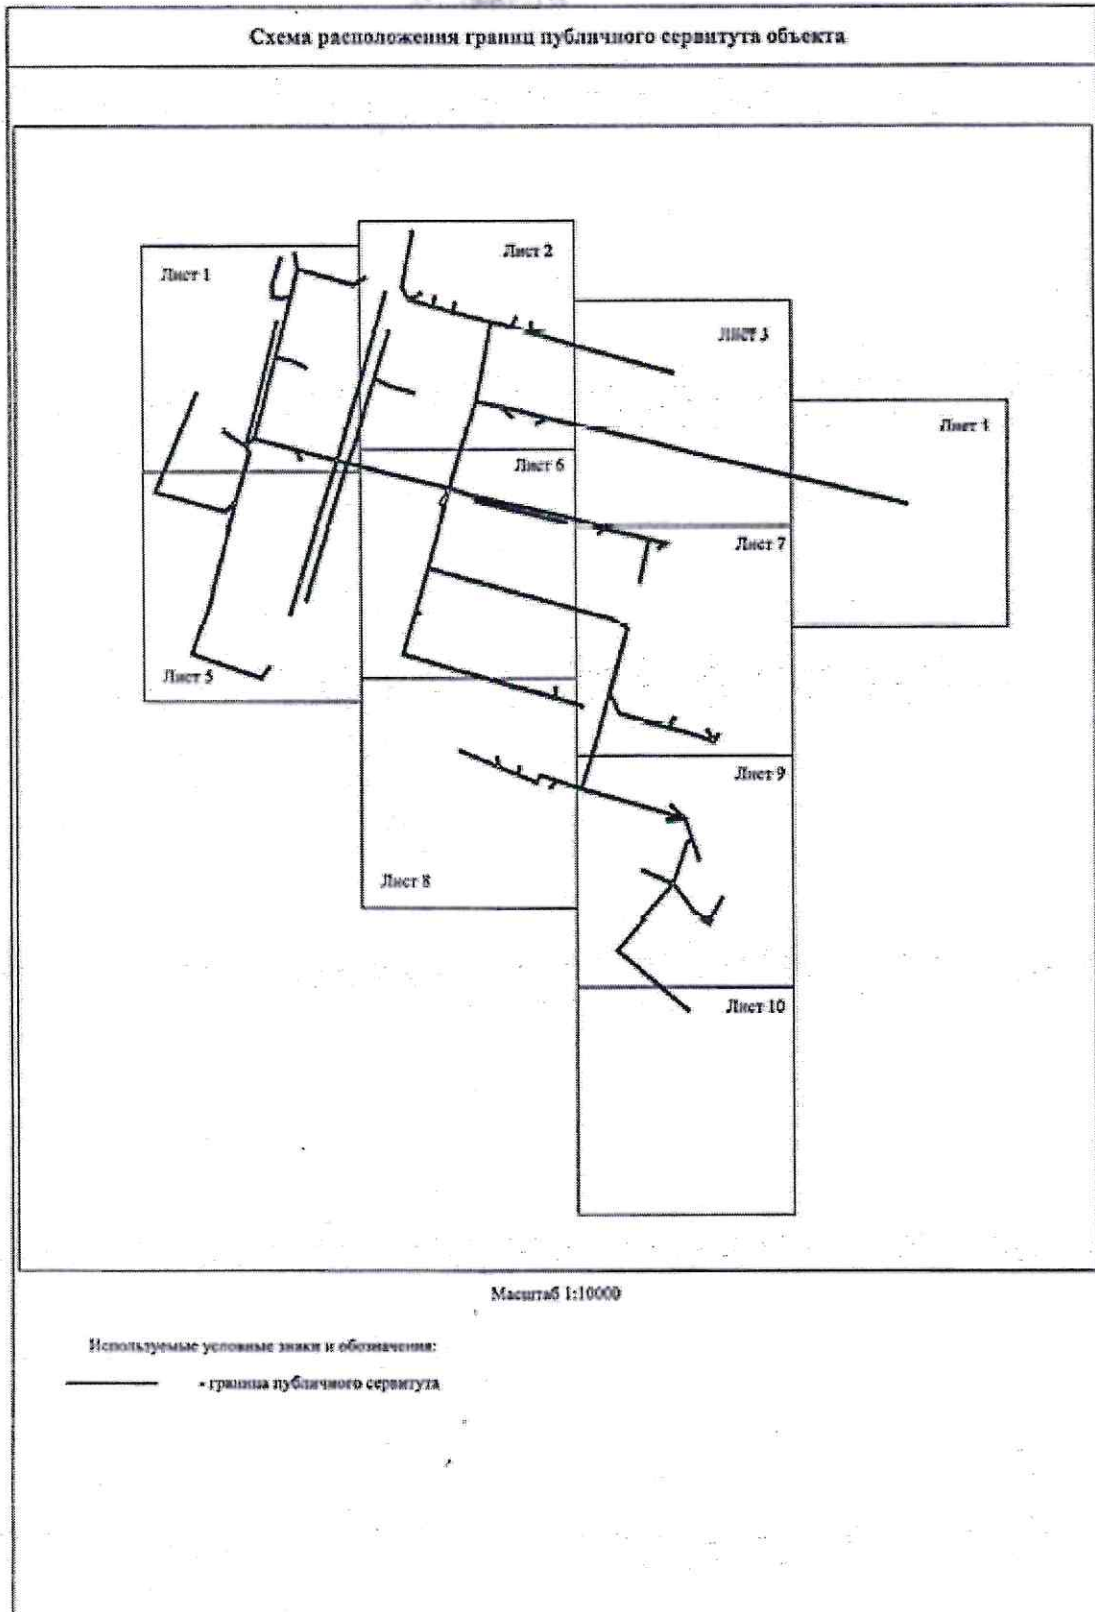 Схема расположения границ публичного сервитута объекта
Лист 1
Лист 2
Лист 3
Лист 4
Лист 5
Лист 6
Лист 7
Лист 8
Лист 9
Лист 10
Масштаб 1:10000
Используемые условные знаки и обозначения:
- граница публичного сервитута